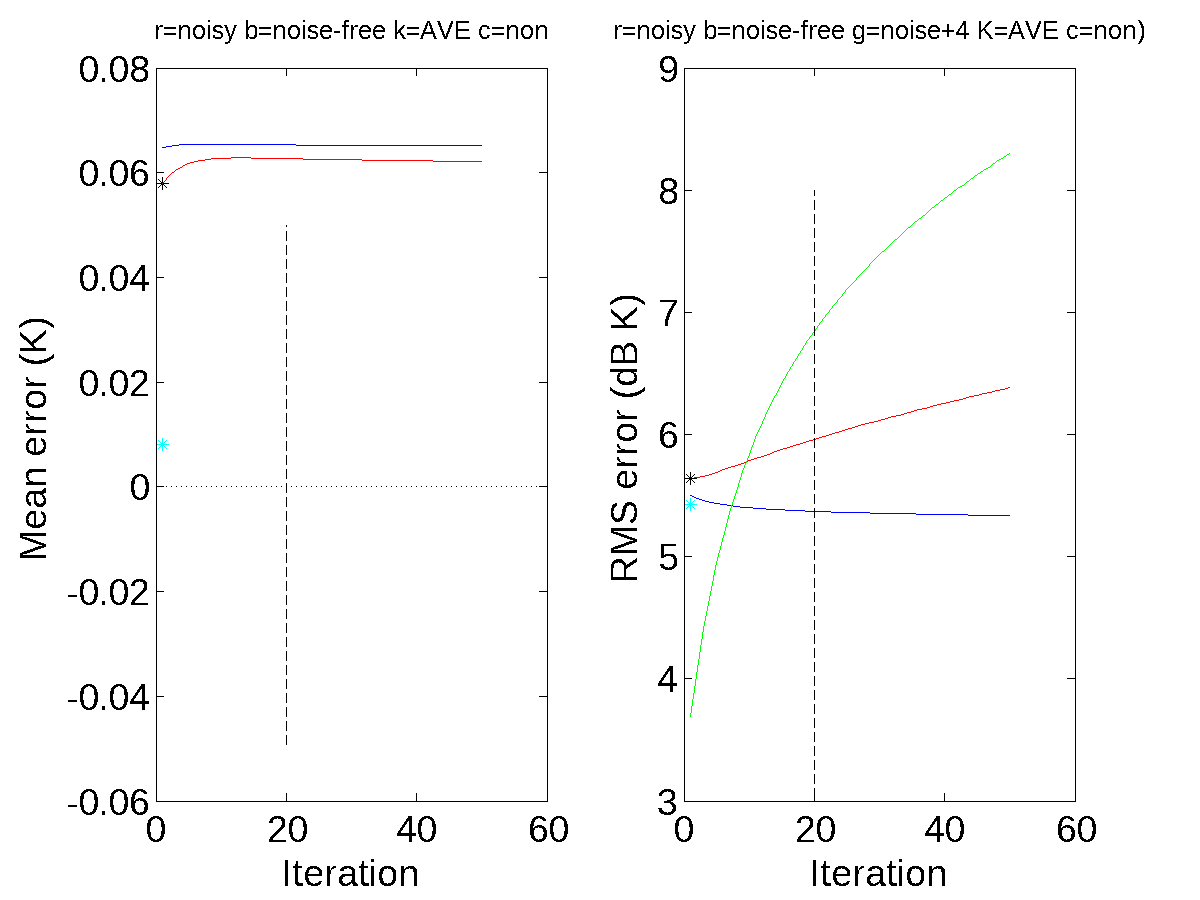 r=noisy b=noise-free k=AVE c=non
0.08
0.06
0.04
0.02
0
-0.02
-0.04
-0.06
Mean error (K)
0 20 40 60
Iteration
r=noisy b=noise-free g=noise+4 K=AVE c=non)
9
8
7
6
5
4
3
RMS error (dB K)
0 20 40 60
Iteration